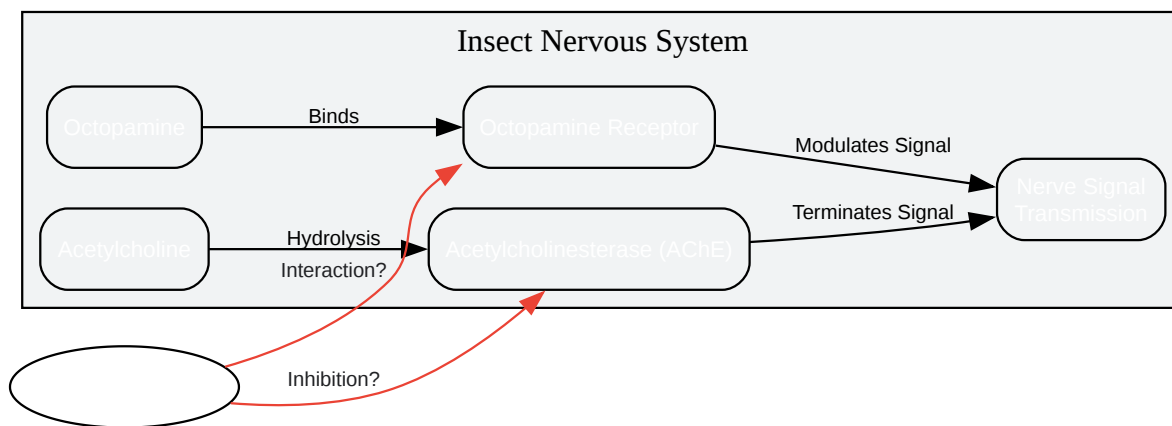 Insect Nervous System
Octopamine
Binds
Octopamine Receptor
Modulates Signal
Nerve Signal
Transmission
Acetylcholine
Hydrolysis
Acetylcholinesterase (AChE)
Terminates Signal
Interaction?
Inhibition?